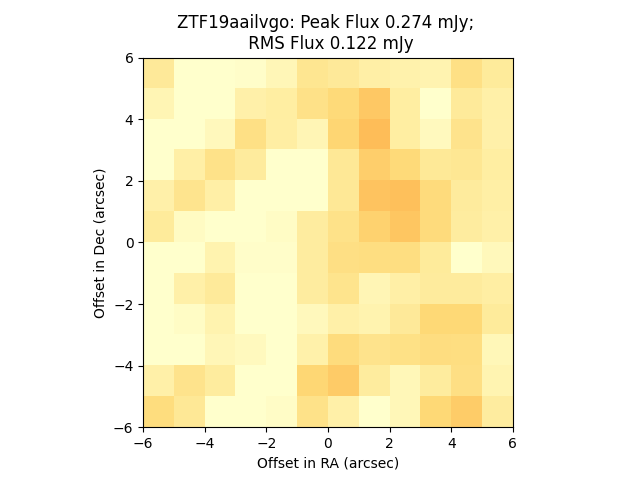 ZTF19aailvgo: Peak Flux 0.274 mJy;
RMS Flux 0.122 mJy
6
4
2
0
−2
−4
−6
Offset in Dec (arcsec)
−6 −4 −2 0 2 4 6
Offset in RA (arcsec)